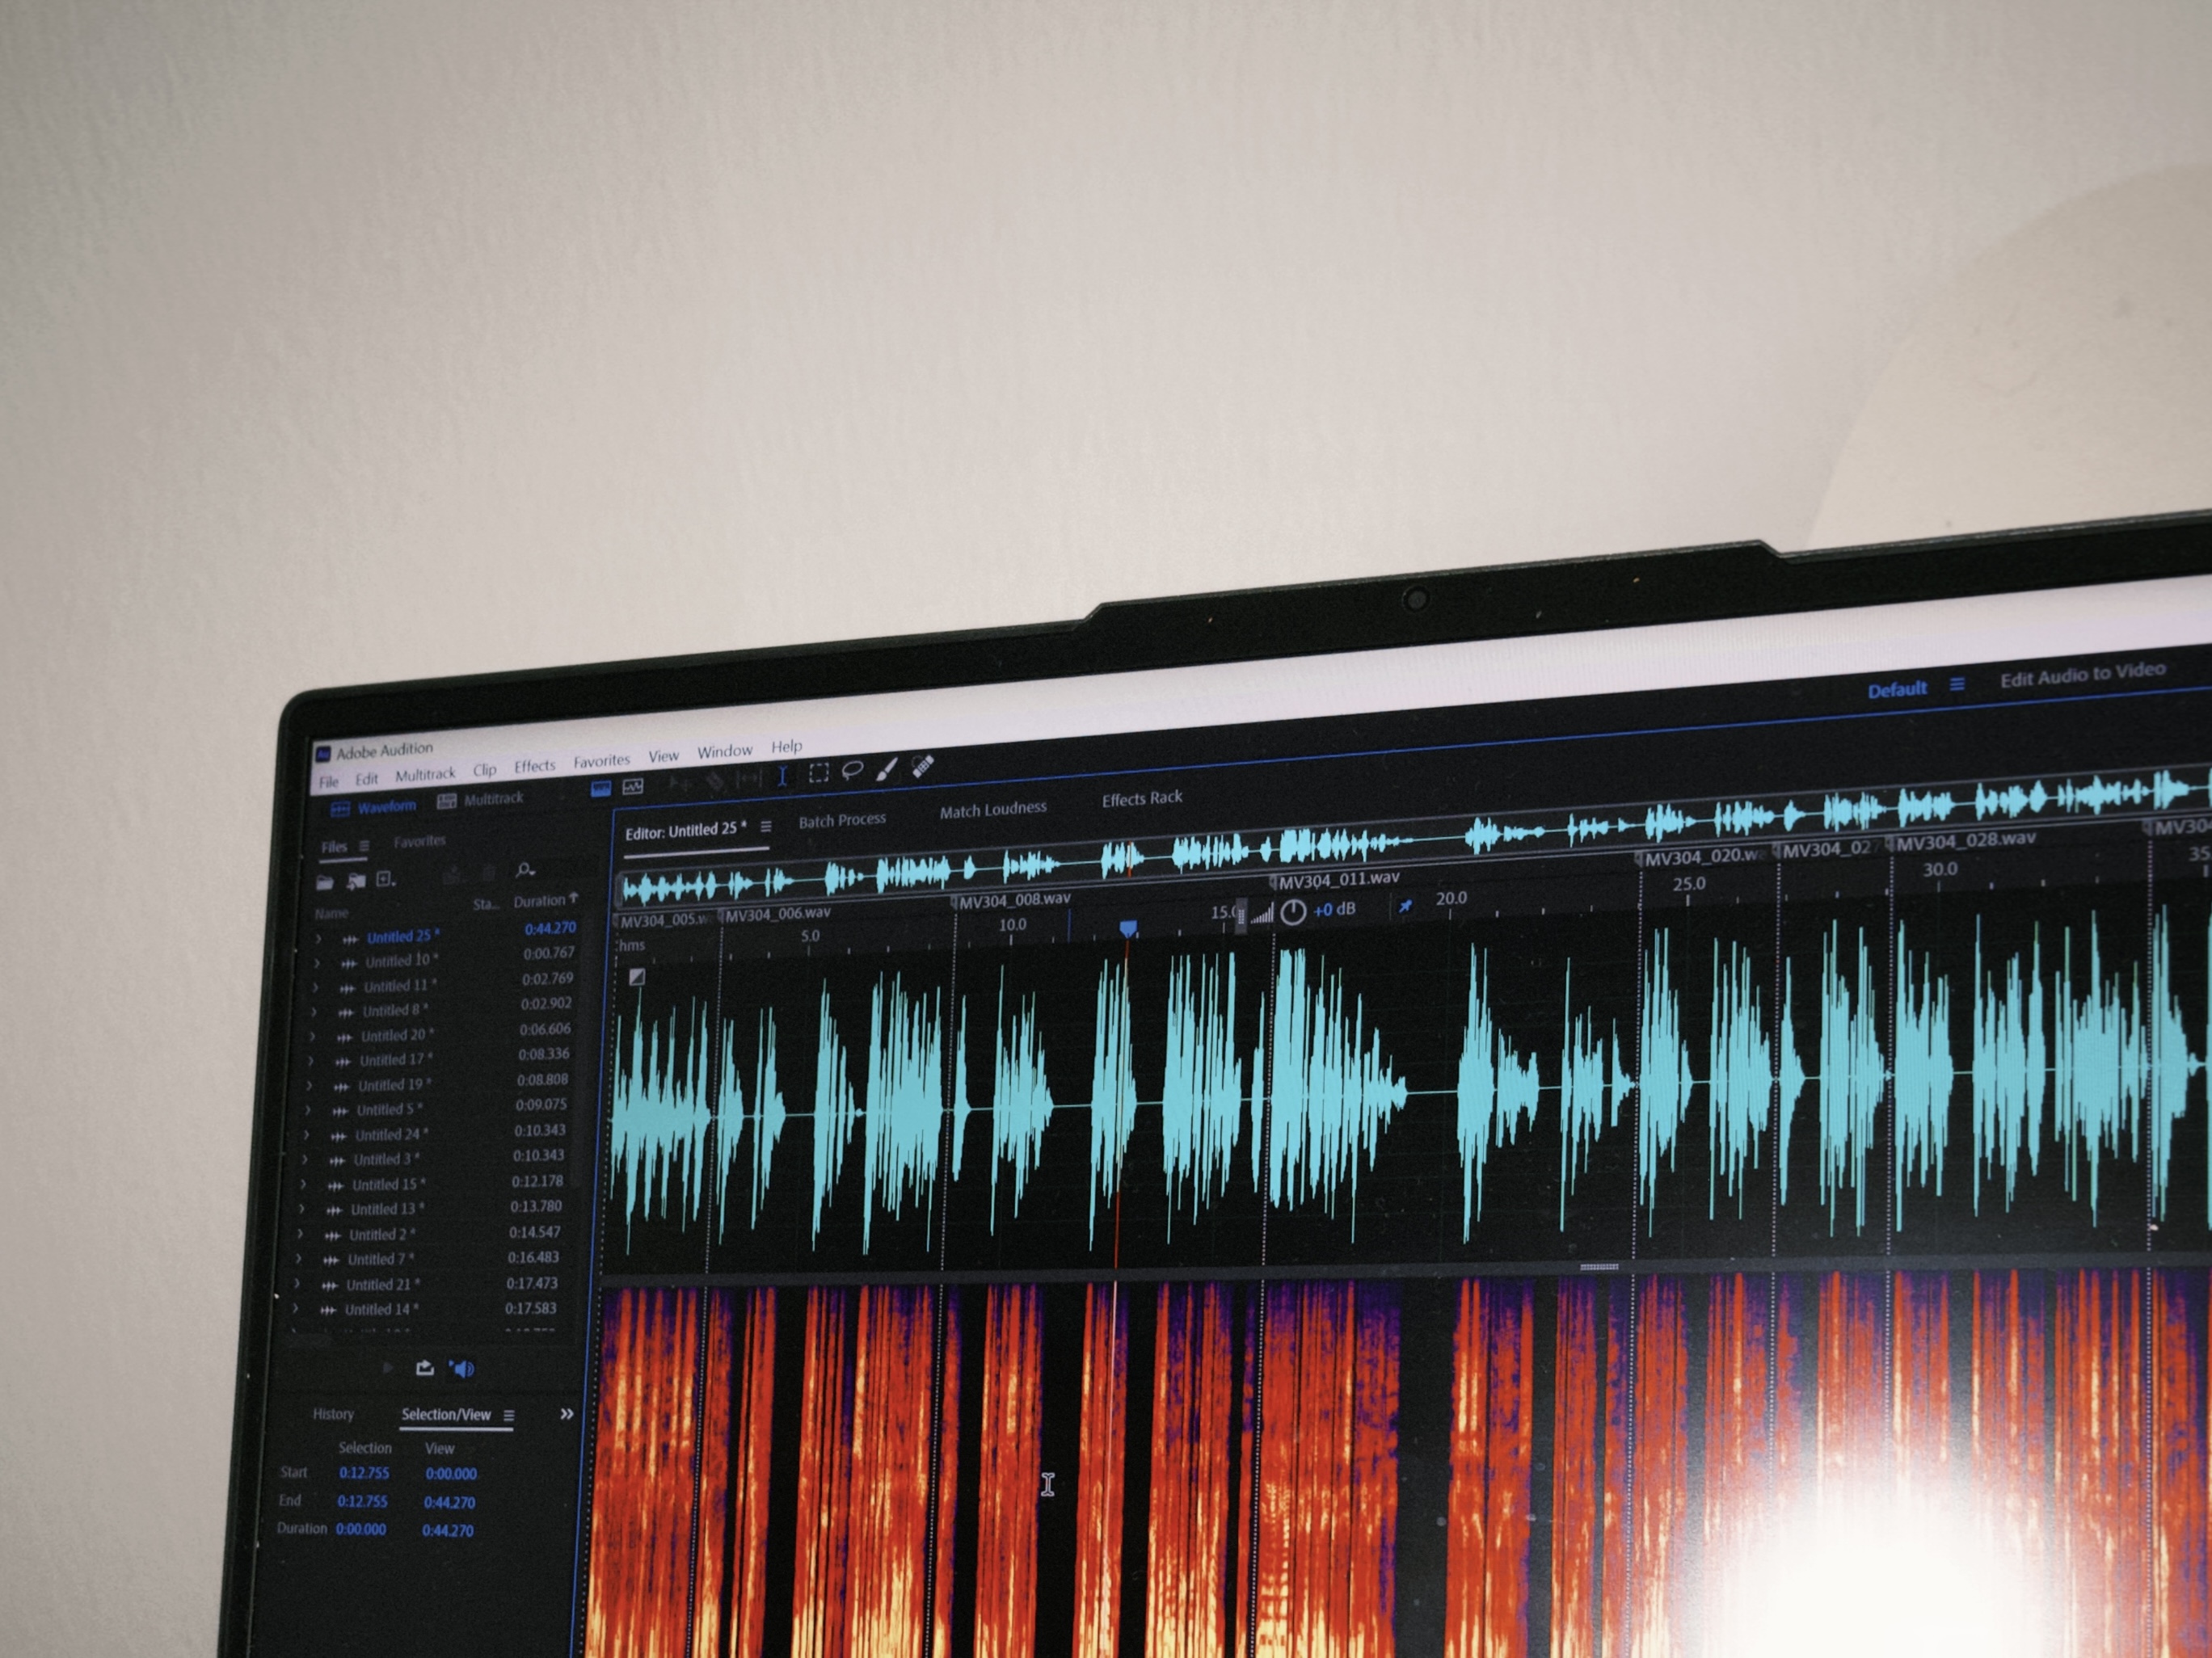 Adobe Audition
File Edit Multitrack Clip Effects Favorites View Window Help
Waveform Multitrack
Default Edit Audio to Video
Files Favorites
Editor: Untitled 25 * Batch Process Match Loudness Effects Rack
Name Sta... Duration
Untitled 25 * 0:44.270
Untitled 10 * 0:00.767
Untitled 11 * 0:02.769
Untitled 8 * 0:02.902
Untitled 20 * 0:06.606
Untitled 17 * 0:08.336
Untitled 19 * 0:08.808
Untitled 5 * 0:09.075
Untitled 24 * 0:10.343
Untitled 3 * 0:10.343
Untitled 15 * 0:12.178
Untitled 13 * 0:13.780
Untitled 2 * 0:14.547
Untitled 7 * 0:16.483
Untitled 21 * 0:17.473
Untitled 14 * 0:17.583
MV304_005.w MV304_006.wav MV304_008.wav MV304_011.wav MV304_020.w MV304_027 MV304_028.wav MV30
hms 5.0 10.0 15.0 +0 dB 20.0 25.0 30.0 35
History Selection/View
Selection View
Start 0:12.755 0:00.000
End 0:12.755 0:44.270
Duration 0:00.000 0:44.270